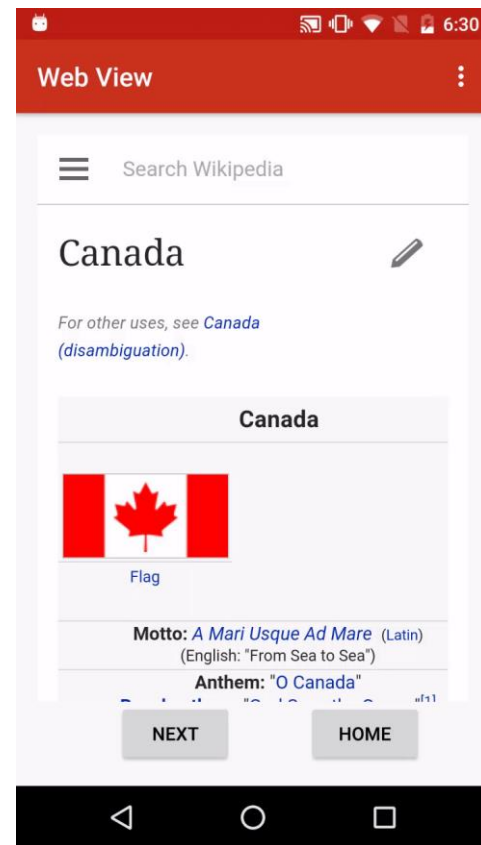 6:30
Web View
Search Wikipedia
Canada
For other uses, see Canada
(disambiguation).
Canada
Flag
Motto: A Mari Usque Ad Mare (Latin)
(English: "From Sea to Sea")
Anthem: "O Canada"
NEXT
HOME